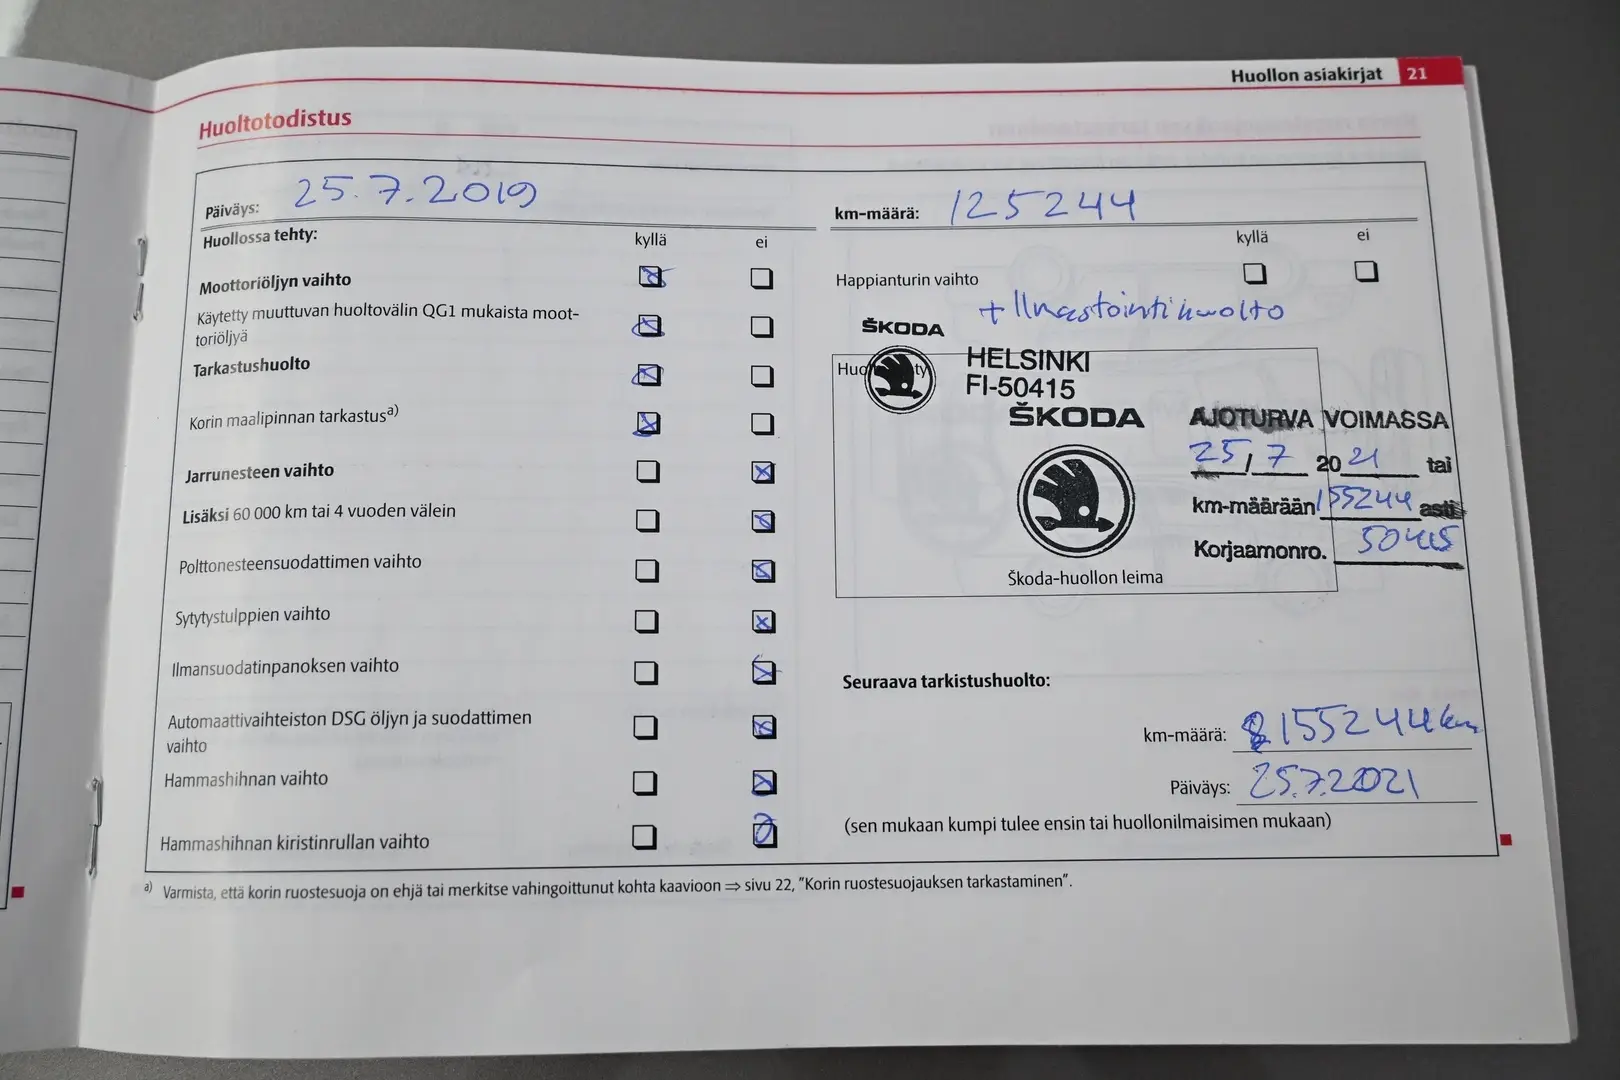 Huollon asiakirjat 21
Huoltotodistus
Päiväys: 25.7.2019
km-määrä: 125244
Huollossa tehty: kyllä ei
Moottoriöljyn vaihto
Käytetty muuttuvan huoltovälin QG1 mukaista moot-
toriöljyä
Tarkastushuolto
Korin maalipinnan tarkastus a)
Jarrunesteen vaihto
Lisäksi 60 000 km tai 4 vuoden välein
Polttonesteensuodattimen vaihto
Sytytystulppien vaihto
Ilmansuodatinpanoksen vaihto
Automaattivaihteiston DSG öljyn ja suodattimen
vaihto
Hammashihnan vaihto
Hammashihnan kiristinrullan vaihto
kyllä ei
Happianturin vaihto
+ Ilmastointihuolto
ŠKODA
HELSINKI
FI-50415
ŠKODA
AJOTURVA VOIMASSA
25 / 7 2021 tai
km-määrään 155244 asti
Korjaamonro. 50415
Škoda-huollon leima
Seuraava tarkistushuolto:
km-määrä: 155244 km
Päiväys: 25.7.2021
(sen mukaan kumpi tulee ensin tai huollonilmaisimen mukaan)
a) Varmista, että korin ruostesuoja on ehjä tai merkitse vahingoittunut kohta kaavioon ⇒ sivu 22, "Korin ruostesuojauksen tarkastaminen".